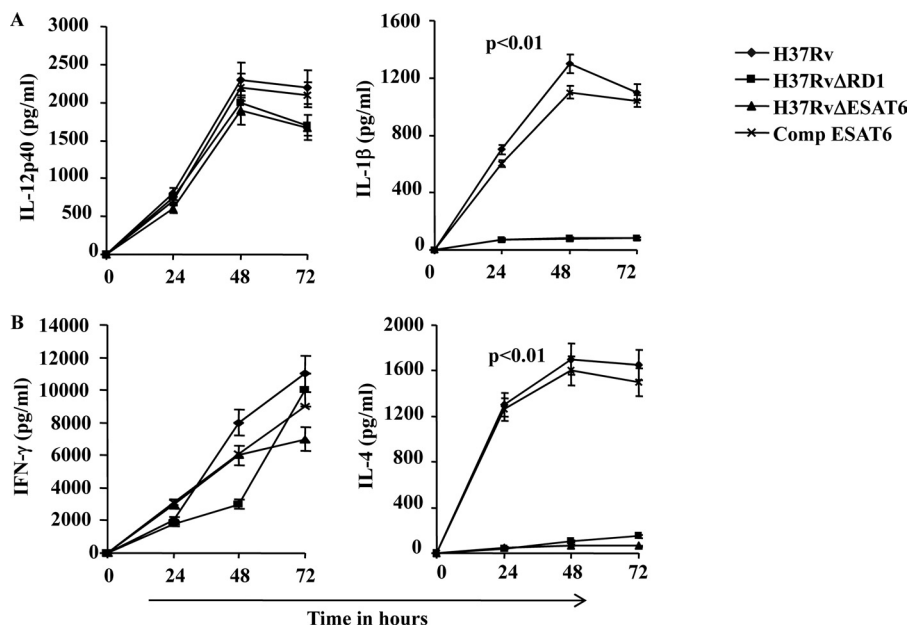 A
IL-12p40 (pg/ml)
3000
2500
2000
1500
1000
500
0
0 24 48 72
IL-1β (pg/ml)
p<0.01
1600
1200
800
400
0
0 24 48 72
H37Rv
H37RvΔRD1
H37RvΔESAT6
Comp ESAT6
B
IFN-γ (pg/ml)
14000
12000
10000
8000
6000
4000
2000
0
0 24 48 72
IL-4 (pg/ml)
p<0.01
2000
1600
1200
800
400
0
0 24 48 72
Time in hours